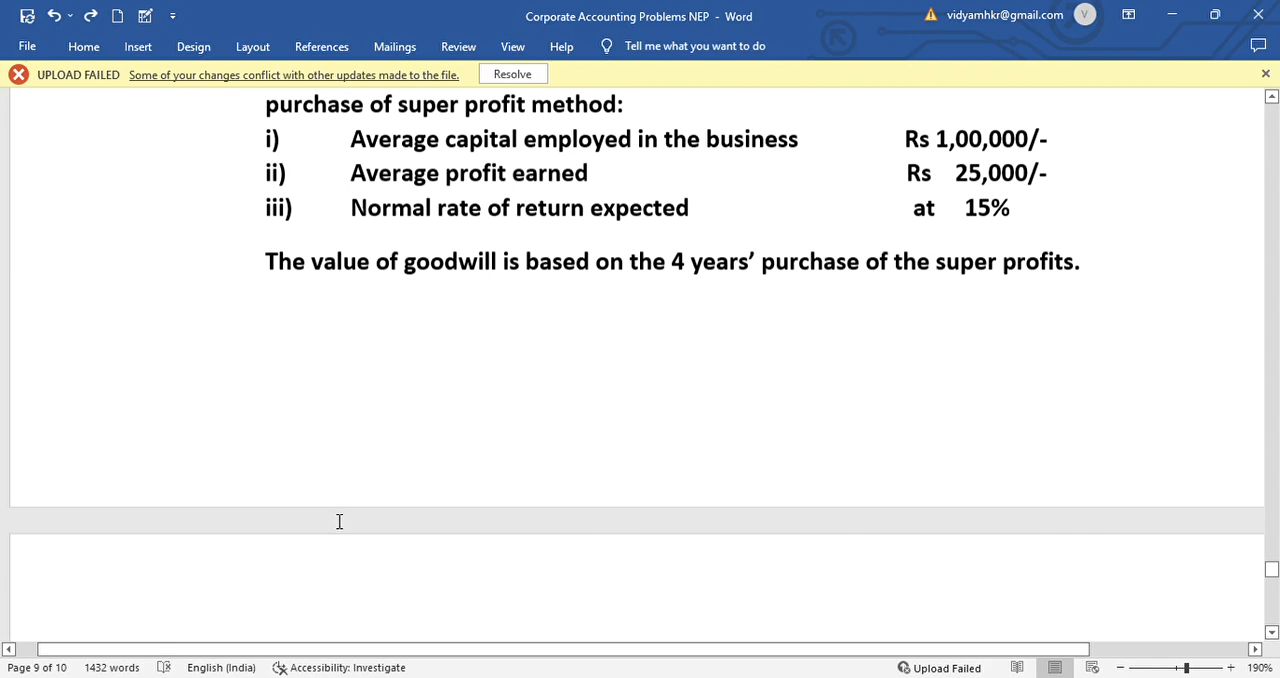 Corporate Accounting Problems NEP - Word
vidyamhkr@gmail.com V
File Home Insert Design Layout References Mailings Review View Help Tell me what you want to do
UPLOAD FAILED Some of your changes conflict with other updates made to the file. Resolve
purchase of super profit method:
i) Average capital employed in the business Rs 1,00,000/-
ii) Average profit earned Rs 25,000/-
iii) Normal rate of return expected at 15%
The value of goodwill is based on the 4 years’ purchase of the super profits.
Page 9 of 10 1432 words English (India) Accessibility: Investigate Upload Failed 190%